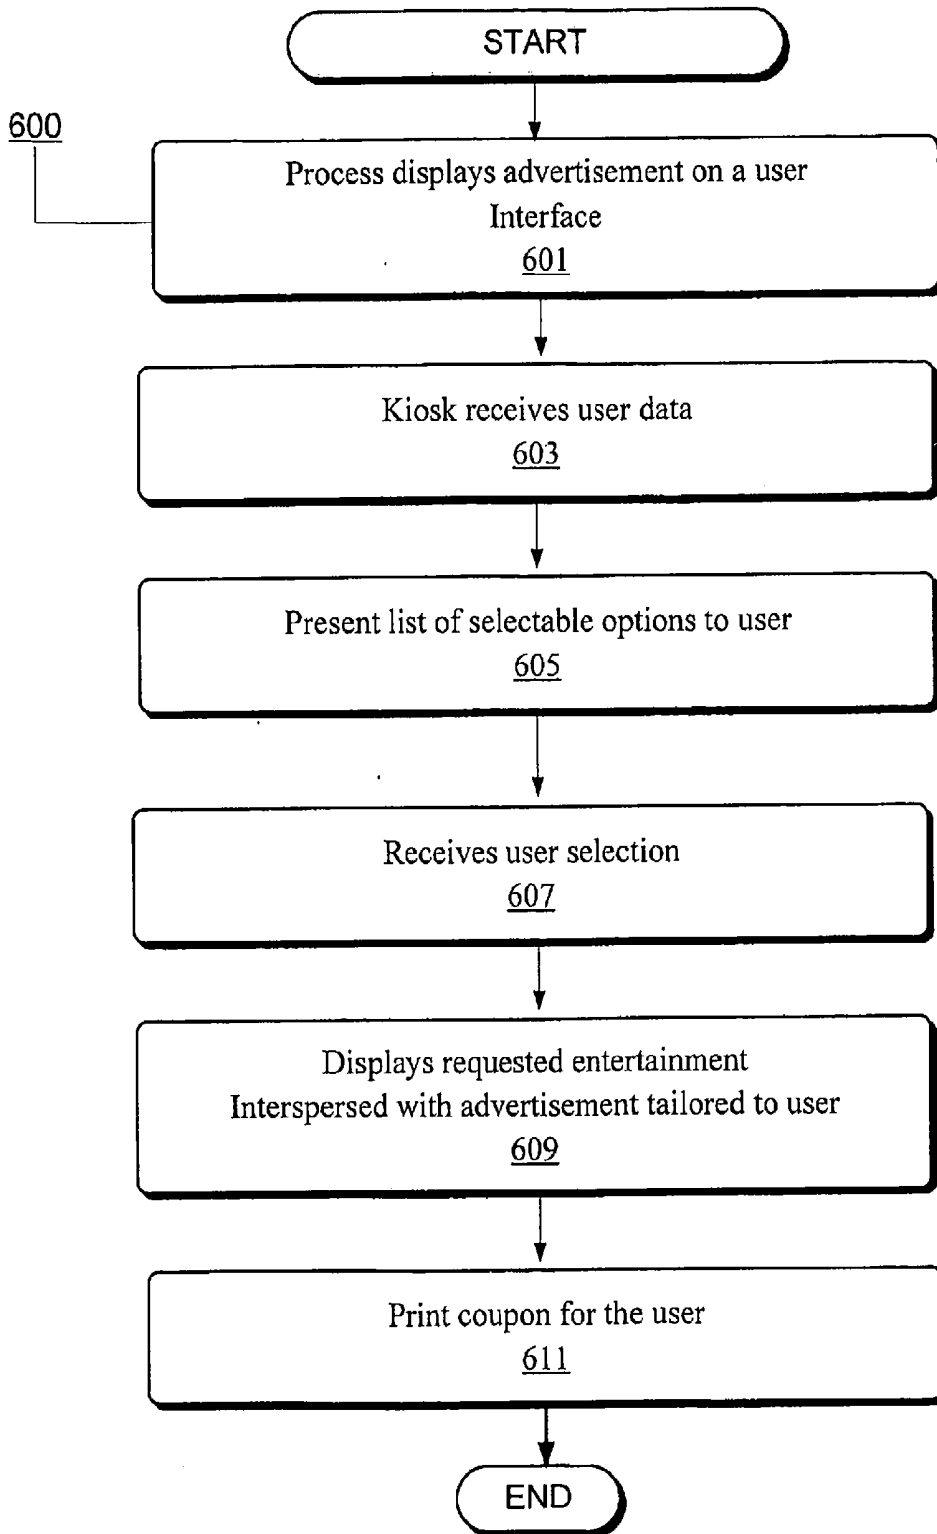 START
600
Process displays advertisement on a user
Interface
601
Kiosk receives user data
603
Present list of selectable options to user
605
Receives user selection
607
Displays requested entertainment
Interspersed with advertisement tailored to user
609
Print coupon for the user
611
END